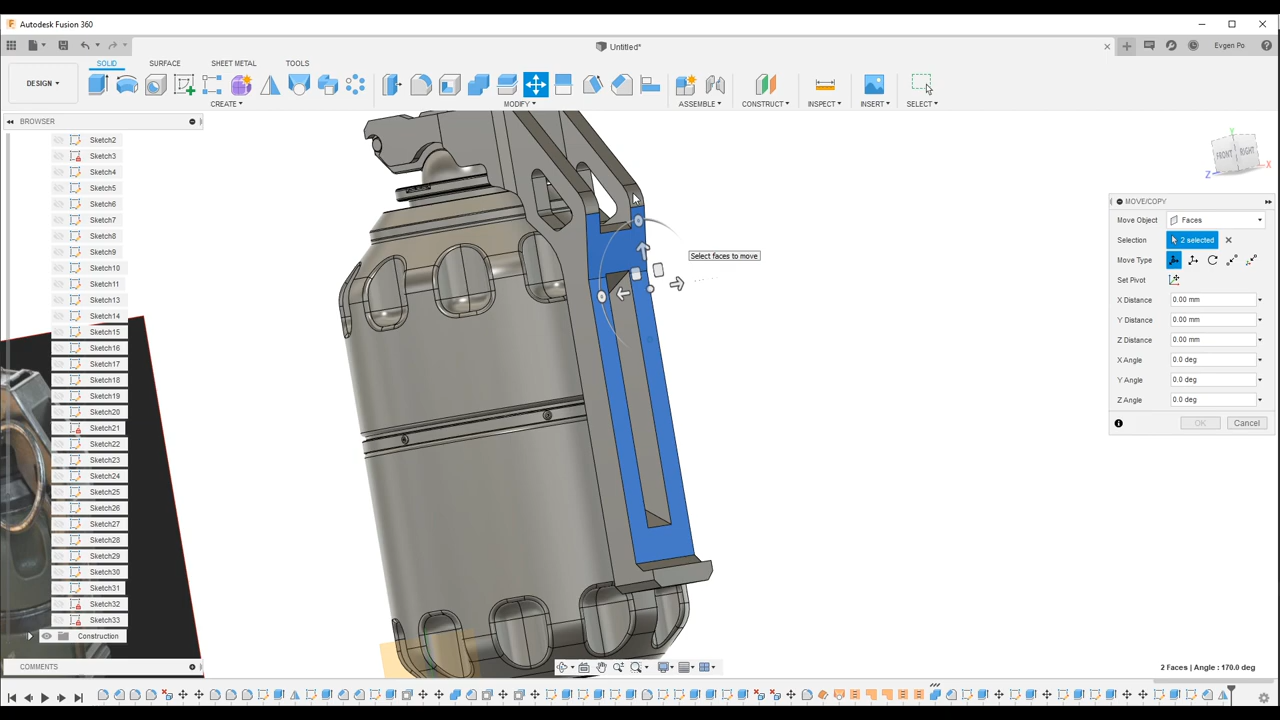 Autodesk Fusion 360
Untitled*
Evgen Po
DESIGN
SOLID
SURFACE
SHEET METAL
TOOLS
CREATE
MODIFY
ASSEMBLE
CONSTRUCT
INSPECT
INSERT
SELECT
BROWSER
Sketch2
Sketch3
Sketch4
Sketch5
Sketch6
Sketch7
Sketch8
Sketch9
Sketch10
Sketch11
Sketch13
Sketch14
Sketch15
Sketch16
Sketch17
Sketch18
Sketch19
Sketch20
Sketch21
Sketch22
Sketch23
Sketch24
Sketch25
Sketch26
Sketch27
Sketch28
Sketch29
Sketch30
Sketch31
Sketch32
Sketch33
Construction
COMMENTS
Select faces to move
Y
FRONT
RIGHT
Z
X
MOVE/COPY
Move Object
Faces
Selection
2 selected
Move Type
Set Pivot
X Distance
0.00 mm
Y Distance
0.00 mm
Z Distance
0.00 mm
X Angle
0.0 deg
Y Angle
0.0 deg
Z Angle
0.0 deg
OK
Cancel
2 Faces | Angle : 170.0 deg